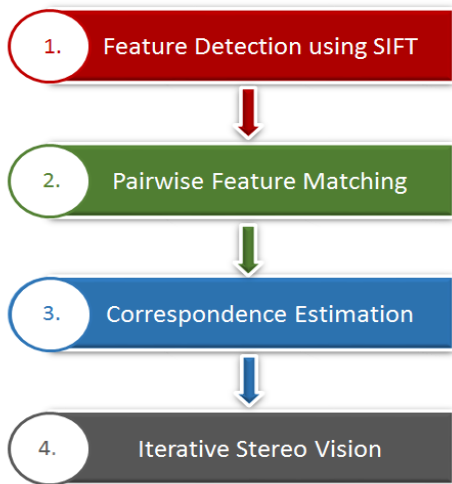 1. Feature Detection using SIFT
2. Pairwise Feature Matching
3. Correspondence Estimation
4. Iterative Stereo Vision